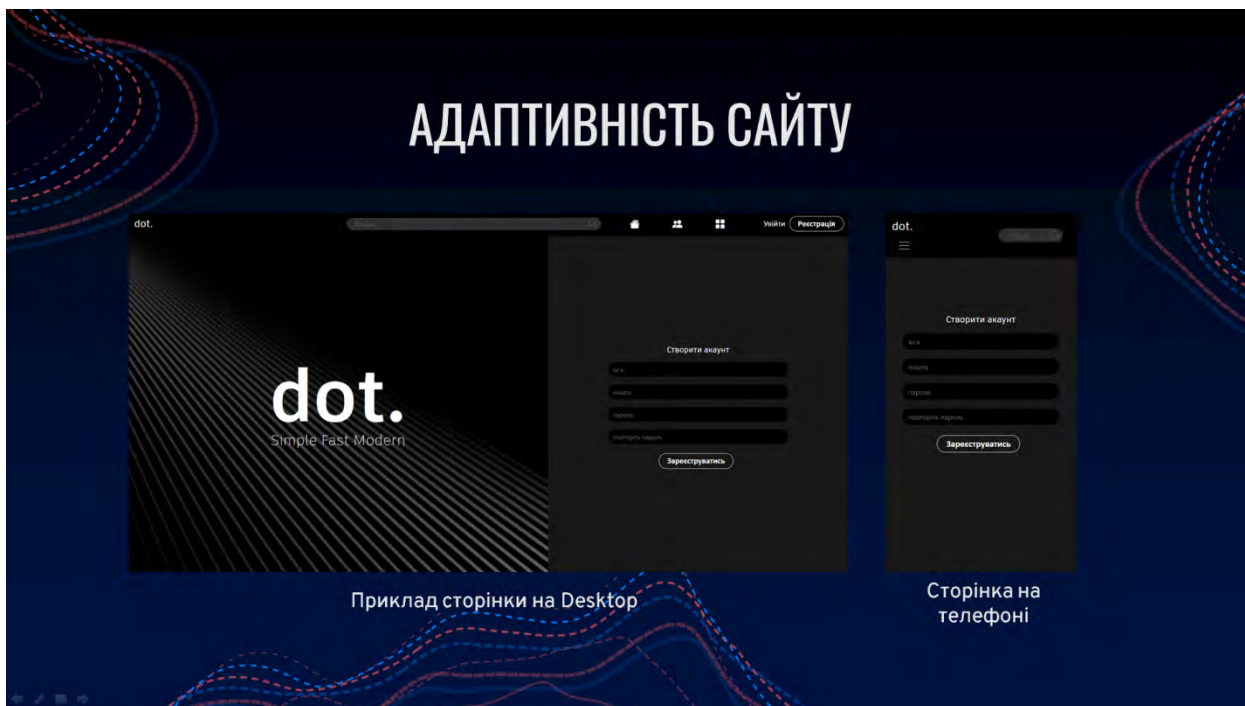 АДАПТИВНІСТЬ САЙТУ
dot.
Увійти
Реєстрація
dot.
Simple Fast Modern
Створити акаунт
пошта
пароль
повторіть пароль
Зареєструватись
Приклад сторінки на Desktop
dot.
Створити акаунт
пошта
пароль
повторіть пароль
Зареєструватись
Сторінка на
телефоні